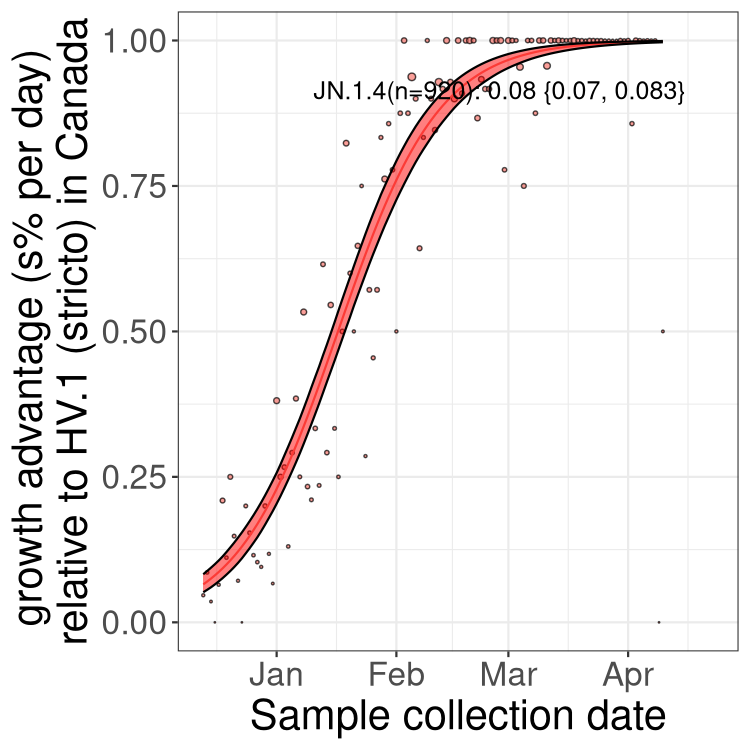 growth advantage (s% per day)
relative to HV.1 (stricto) in Canada
1.00
0.75
0.50
0.25
0.00
JN.1.4(n=920): 0.08 {0.07, 0.083}
Jan Feb Mar Apr
Sample collection date